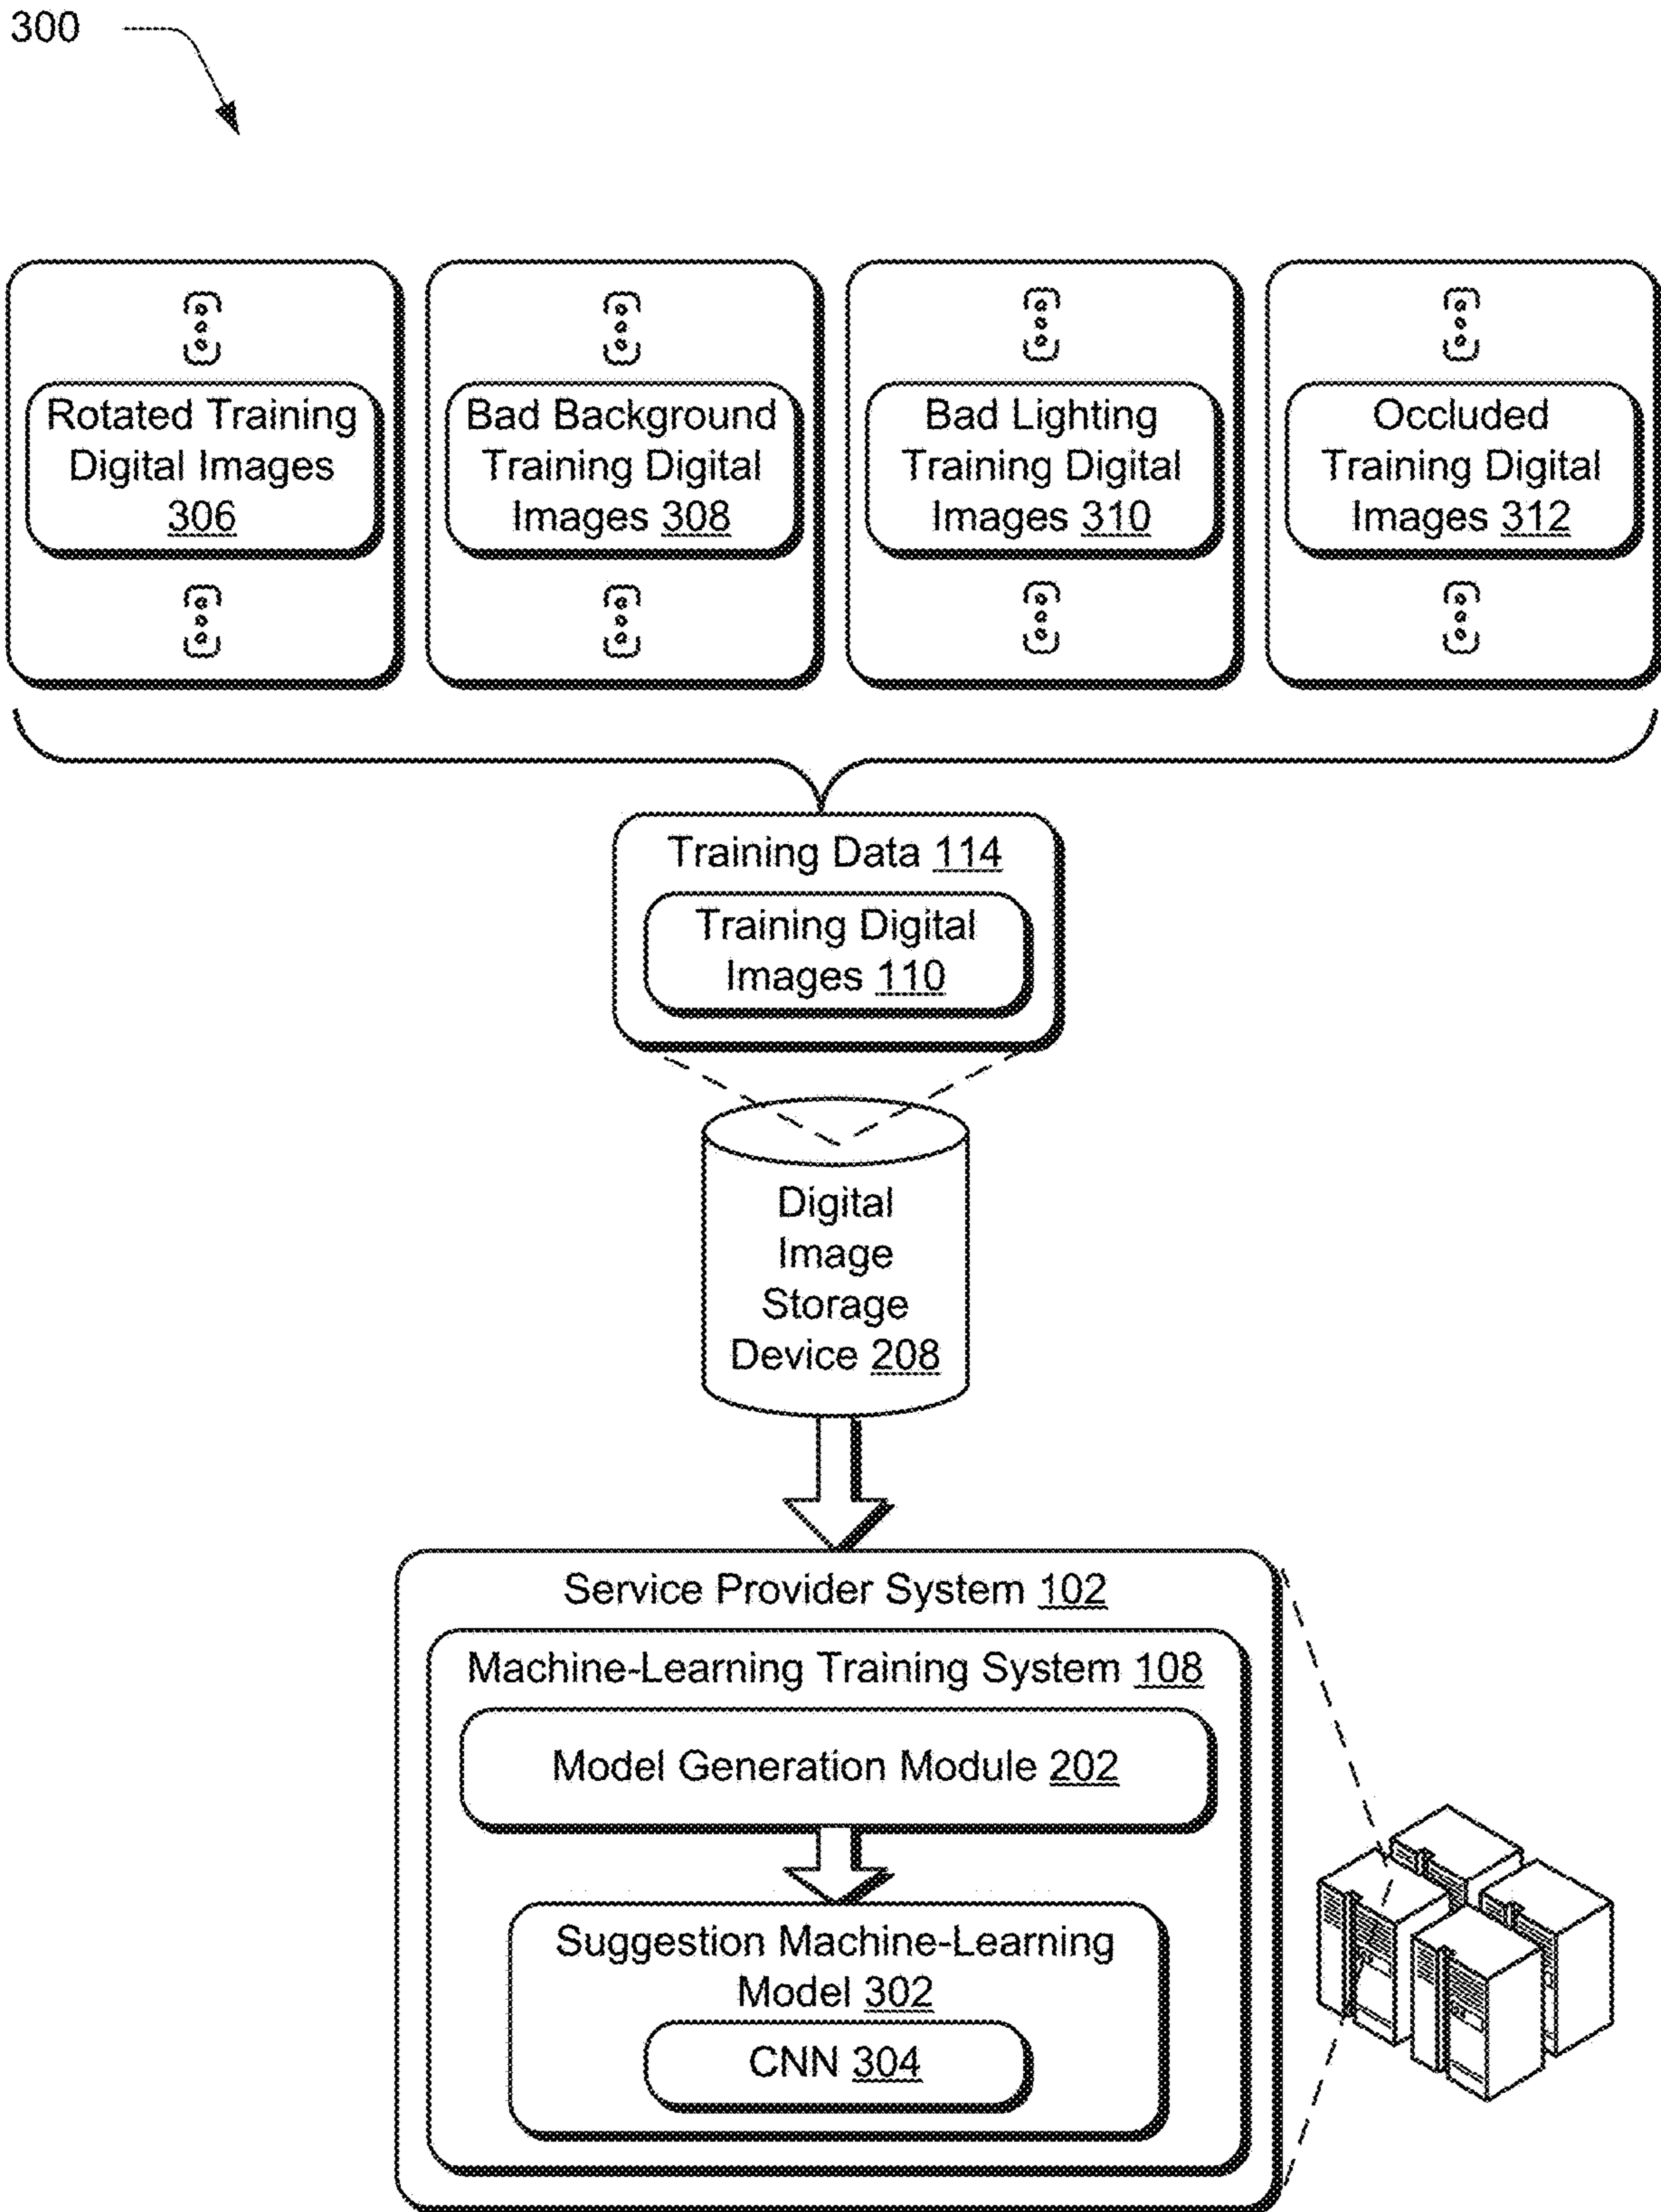 300
Rotated Training
Digital Images
306
Bad Background
Training Digital
Images 308
Bad Lighting
Training Digital
Images 310
Occluded
Training Digital
Images 312
Training Data 114
Training Digital
Images 110
Digital
Image
Storage
Device 208
Service Provider System 102
Machine-Learning Training System 108
Model Generation Module 202
Suggestion Machine-Learning
Model 302
CNN 304